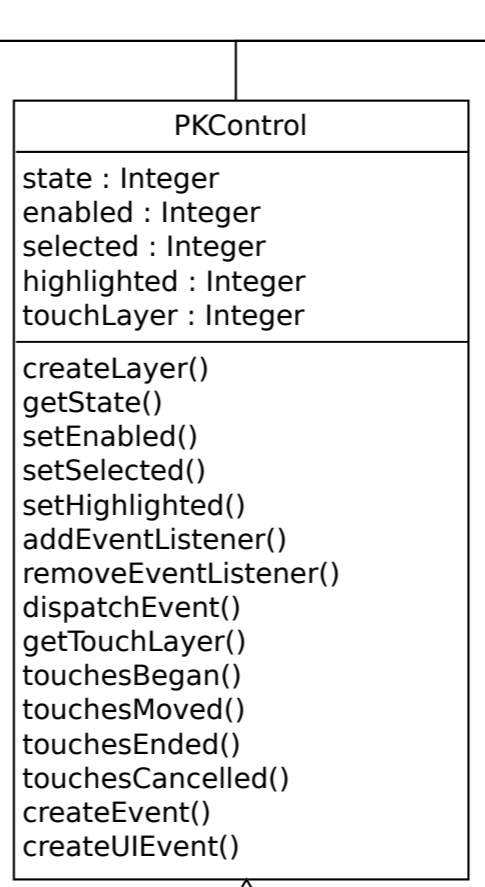 PKControl
state : Integer
enabled : Integer
selected : Integer
highlighted : Integer
touchLayer : Integer
createLayer()
getState()
setEnabled()
setSelected()
setHighlighted()
addEventListener()
removeEventListener()
dispatchEvent()
getTouchLayer()
touchesBegan()
touchesMoved()
touchesEnded()
touchesCancelled()
createEvent()
createUIEvent()